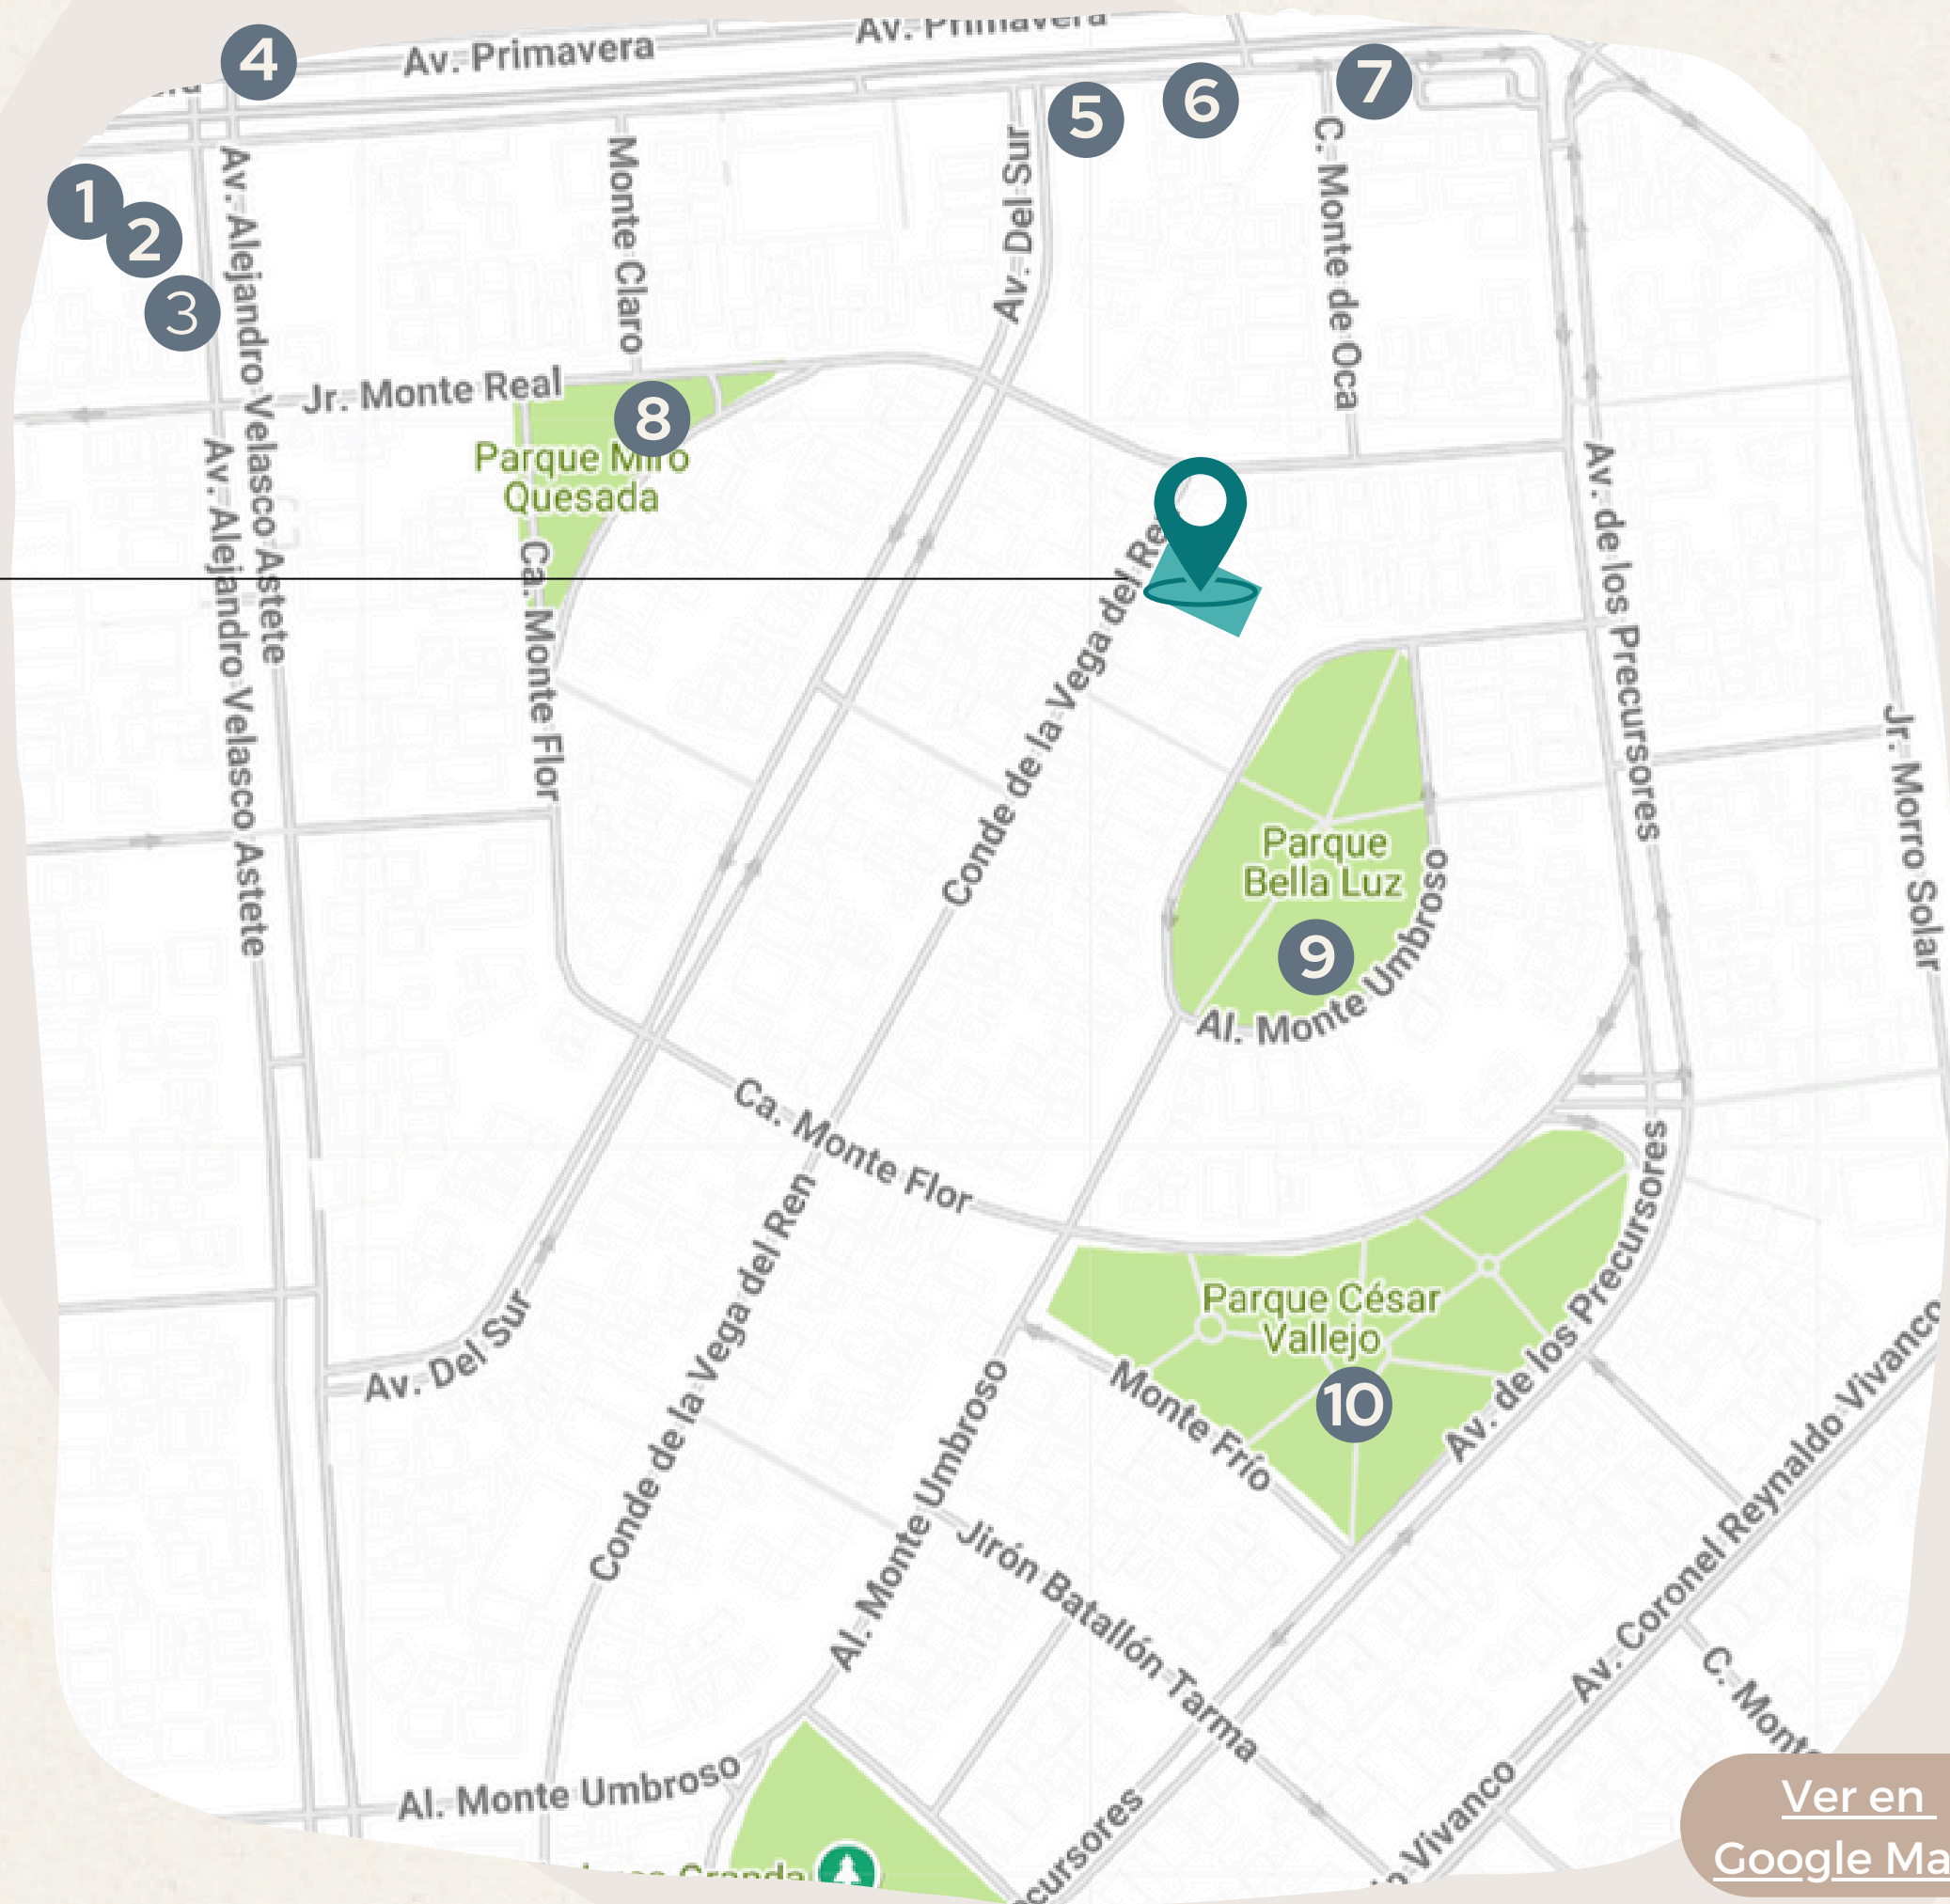 Av. Primavera
Av. Primavera
4
5
6
7
1
2
3
Av. Alejandro Velasco Astete
Monte Claro
Av. Del Sur
C. Monte de Oca
Jr. Monte Real
8
Parque Miro
Quesada
Av. Alejandro Velasco Astete
Ca. Monte Flor
Conde de la Vega del Ren
Av. de los Precursores
Jr. Morro Solar
Parque
Bella Luz
9
Al. Monte Umbroso
Ca. Monte Flor
Conde de la Vega del Ren
Av. Del Sur
Parque César
Vallejo
10
Monte Frío
Av. de los Precursores
Al. Monte Umbroso
Jirón Batallón Tarma
Av. Coronel Reynaldo Vivanco
C. Monte
Al. Monte Umbroso
Granda
cursores
o Vivanco
Ver en
Google Ma